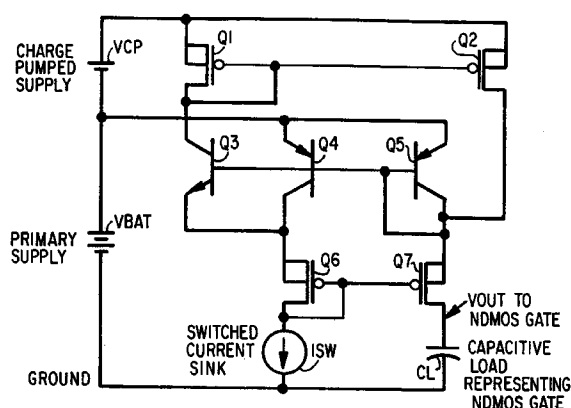 Q1
Q2
CHARGE
PUMPED
SUPPLY
VCP
Q3
Q4
Q5
VBAT
PRIMARY
SUPPLY
Q6
Q7
SWITCHED
CURRENT
SINK
ISW
VOUT TO
NDMOS GATE
CL
CAPACITIVE
LOAD
REPRESENTING
NDMOS GATE
GROUND